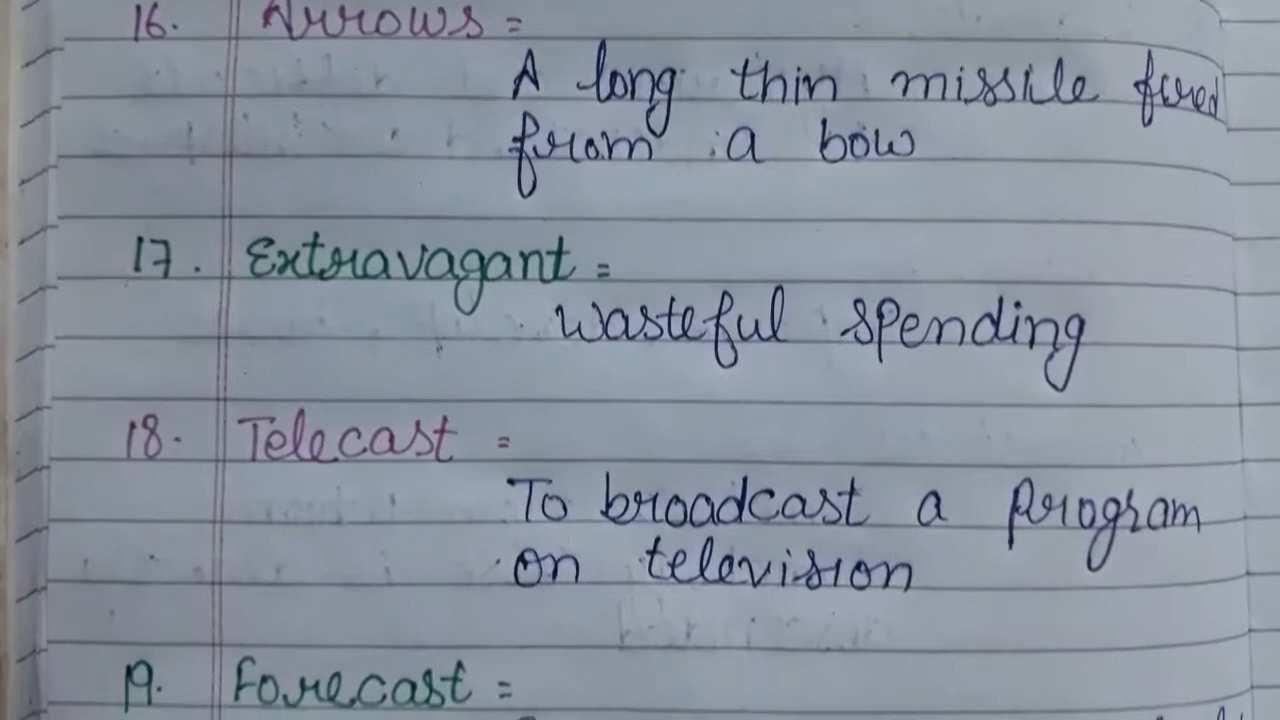 16. Arrows =
A long thin missile fired
from a bow
17. Extravagant =
wasteful spending
18. Telecast =
To broadcast a program
on television
19. Forecast =